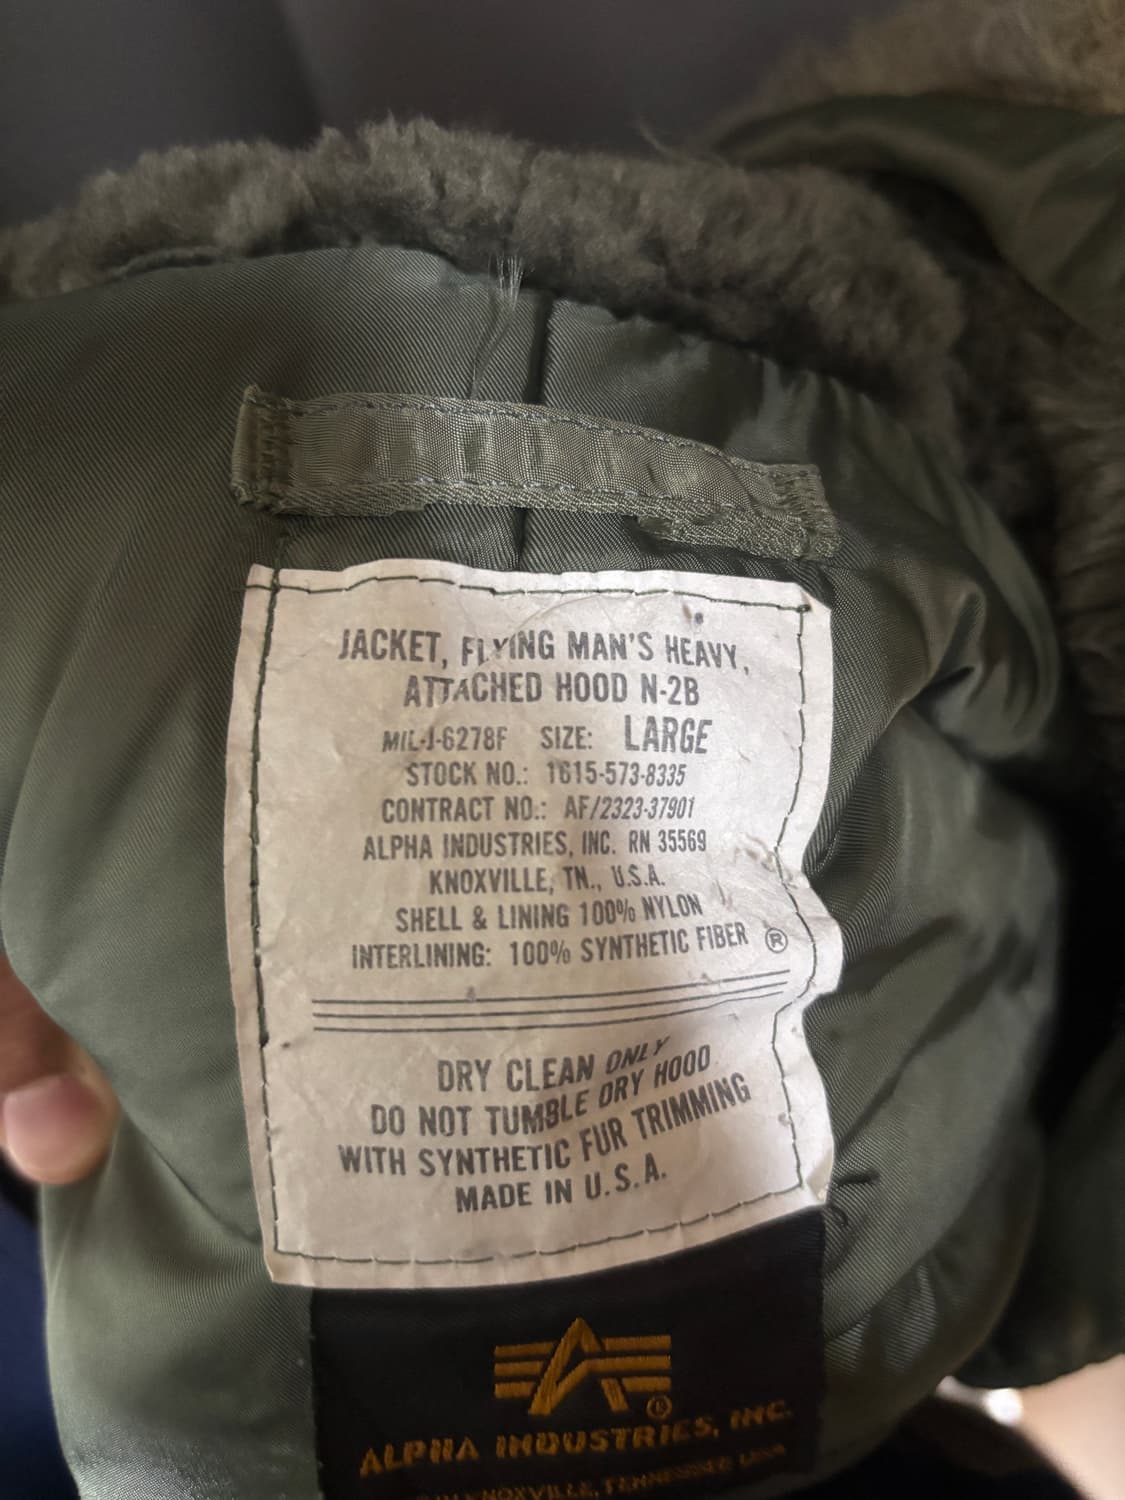 JACKET, FLYING MAN'S HEAVY,
ATTACHED HOOD N-2B
MIL-J-6278F SIZE: LARGE
STOCK NO.: 1615-573-8335
CONTRACT NO.: AF/2323-37901
ALPHA INDUSTRIES, INC. RN 35569
KNOXVILLE, TN., U.S.A.
SHELL & LINING 100% NYLON
INTERLINING: 100% SYNTHETIC FIBER ®
DRY CLEAN ONLY
DO NOT TUMBLE DRY HOOD
WITH SYNTHETIC FUR TRIMMING
MADE IN U.S.A.
ALPHA INDUSTRIES, INC.
KNOXVILLE, TENNESSEE